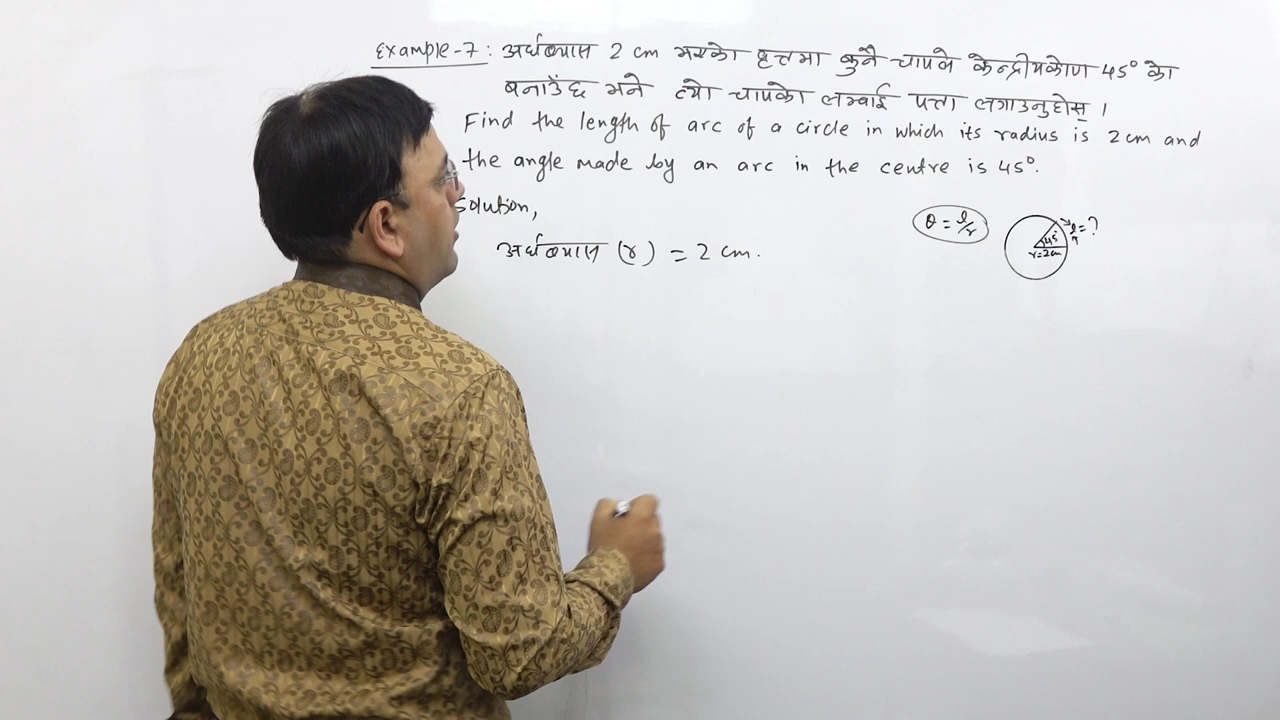 Example-7: अर्धव्यास 2 cm भएको वृत्तमा कुनै चापले केन्द्रीयकोण 45° को
बनाउँछ भने त्यो चापको लम्बाई पत्ता लगाउनुहोस् ।
Find the length of arc of a circle in which its radius is 2 cm and
the angle made by an arc in the centre is 45°.
Solution,
θ = l/r
l = ?
45°
r = 2cm
अर्धव्यास (r) = 2 cm.